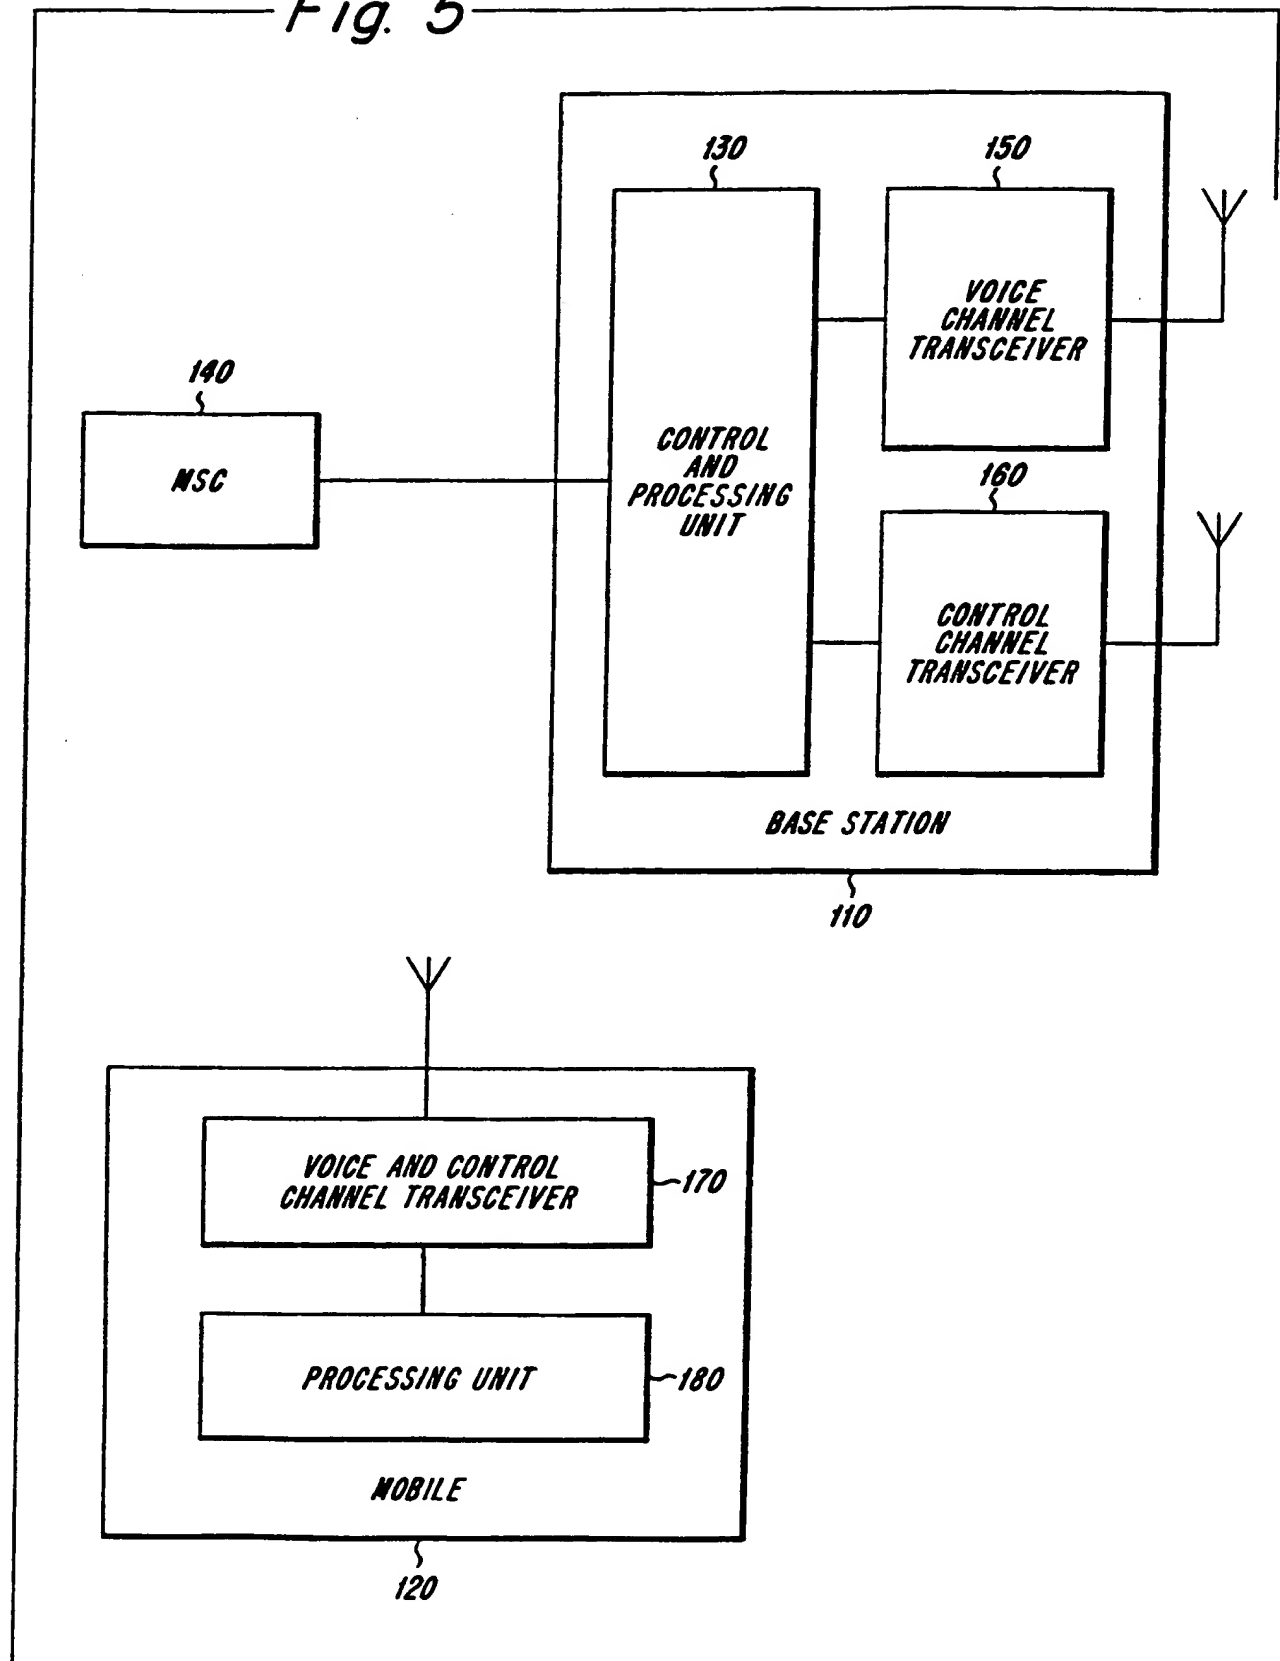 Fig. 5
130
150
VOICE
CHANNEL
TRANSCEIVER
140
MSC
CONTROL
AND
PROCESSING
UNIT
160
CONTROL
CHANNEL
TRANSCEIVER
BASE STATION
110
VOICE AND CONTROL
CHANNEL TRANSCEIVER
170
PROCESSING UNIT
180
MOBILE
120